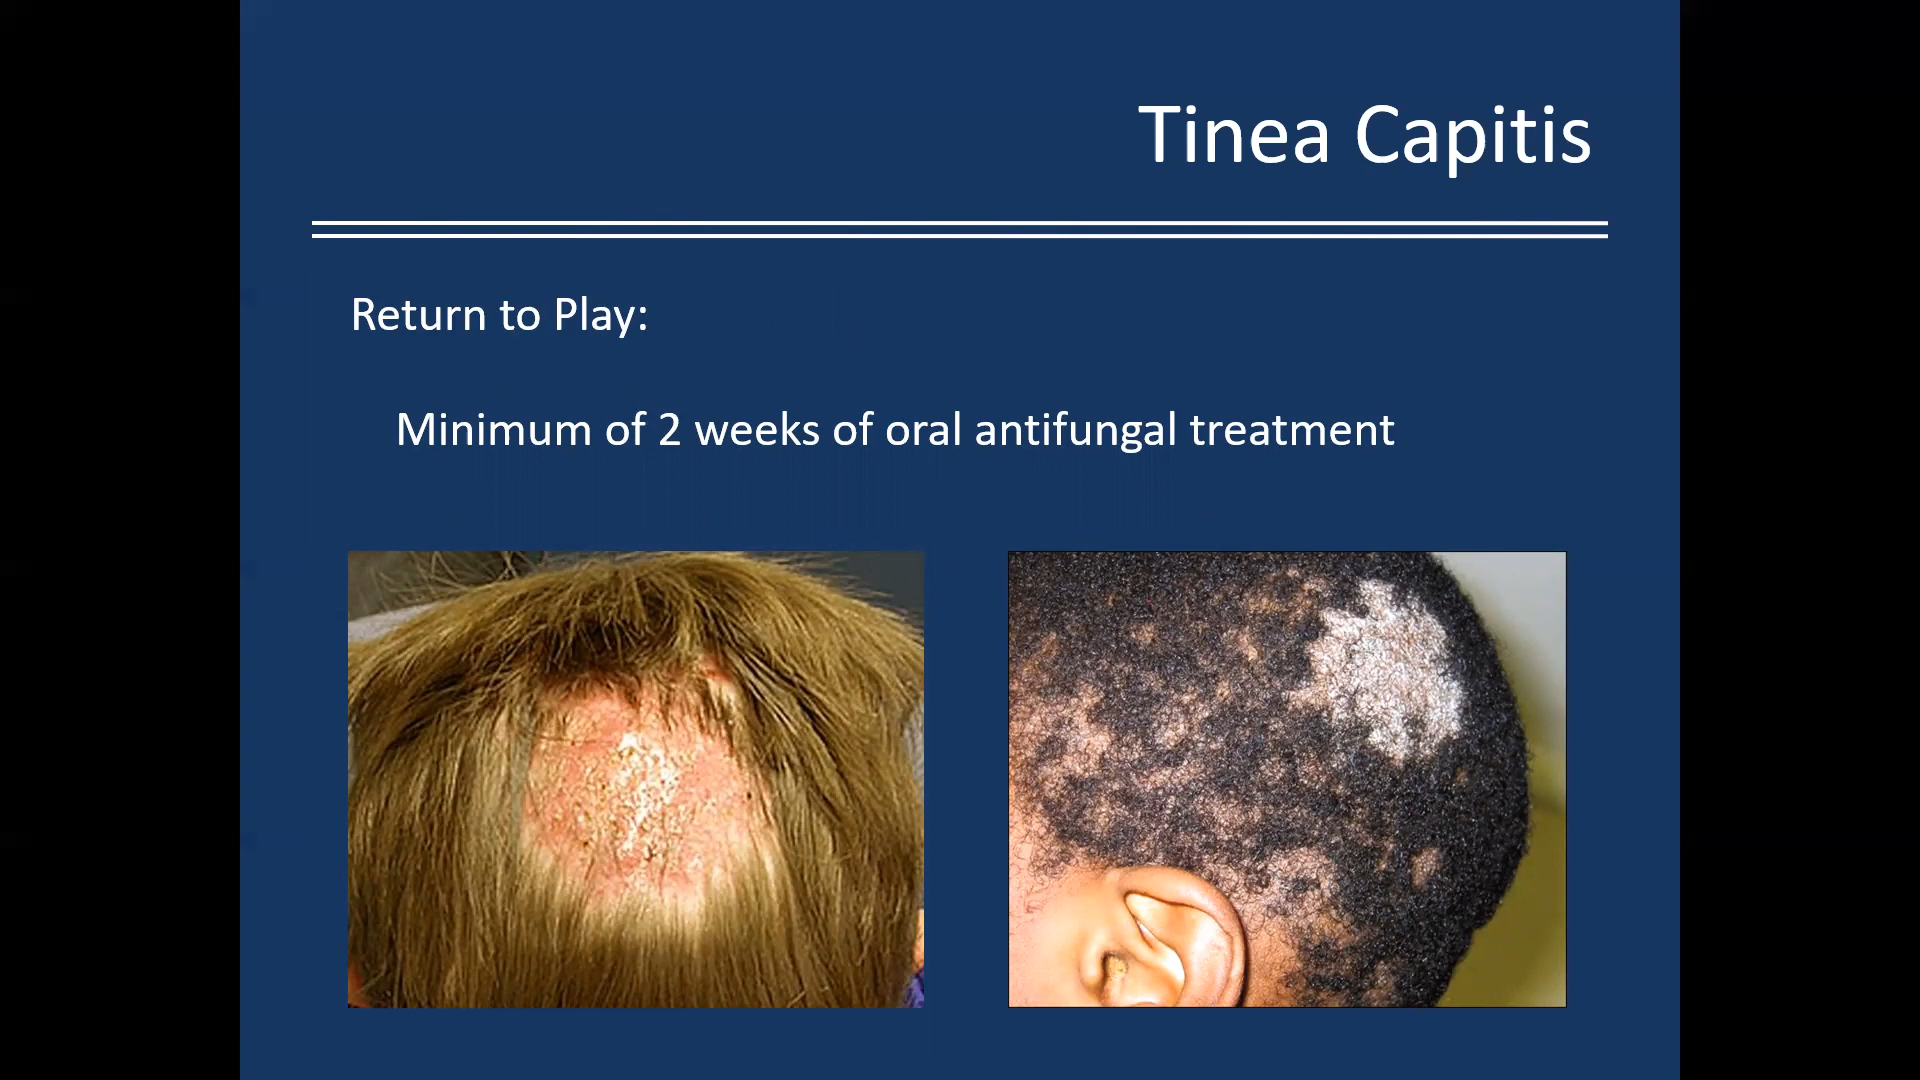 Tinea Capitis
Return to Play:
Minimum of 2 weeks of oral antifungal treatment